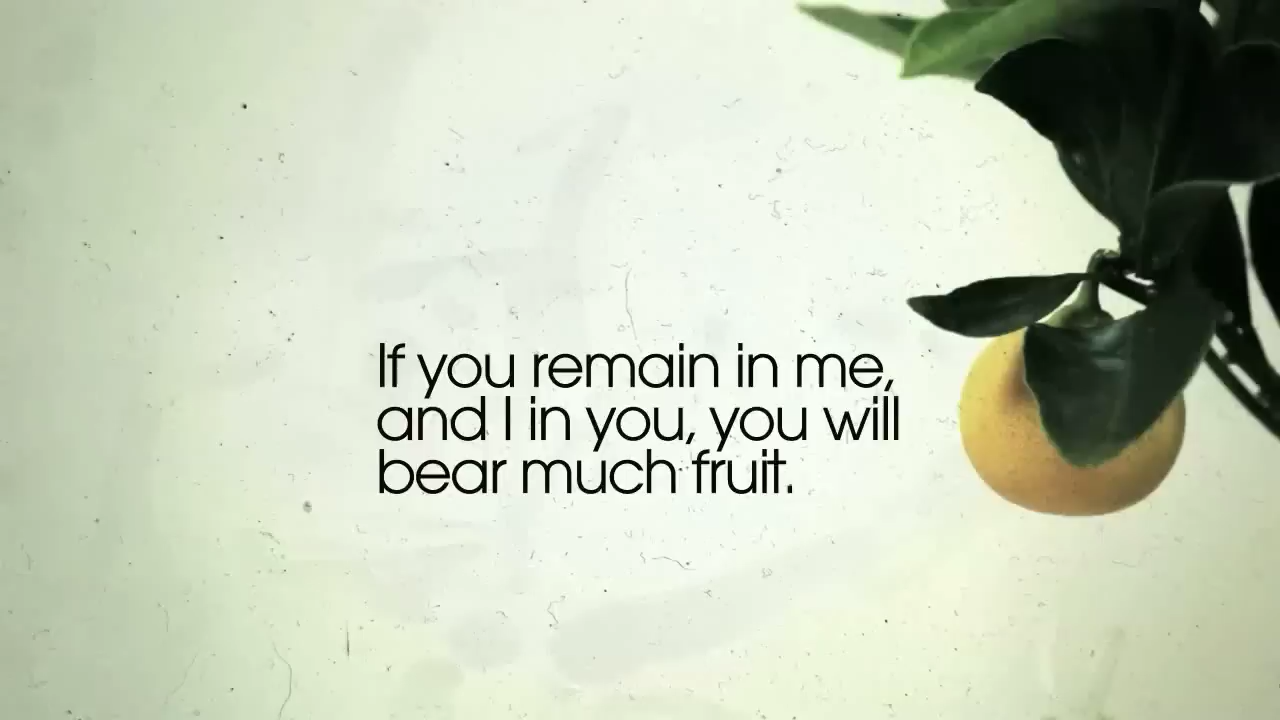 If you remain in me,
and I in you, you will
bear much fruit.